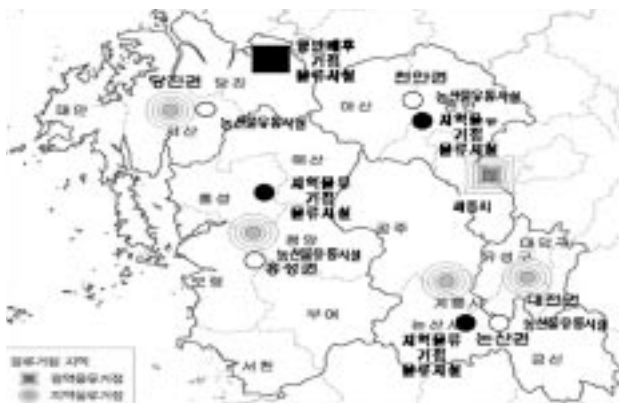 항만배후
거점
물류시설
당진권
당진
천안권
농산물유통시설
태안
아산
서산
농산물유통시설
지역물류
거점
물류시설
예산
지역물류
거점
물류시설
홍성
세종시
공주
대덕구
유성구
청양
농산물유통시설
홍성권
보령
계룡시
대전권
부여
논산시
농산물유통시설
논산권
지역물류
거점
물류시설
서천
금산
물류거점 지역
광역물류거점
지역물류거점